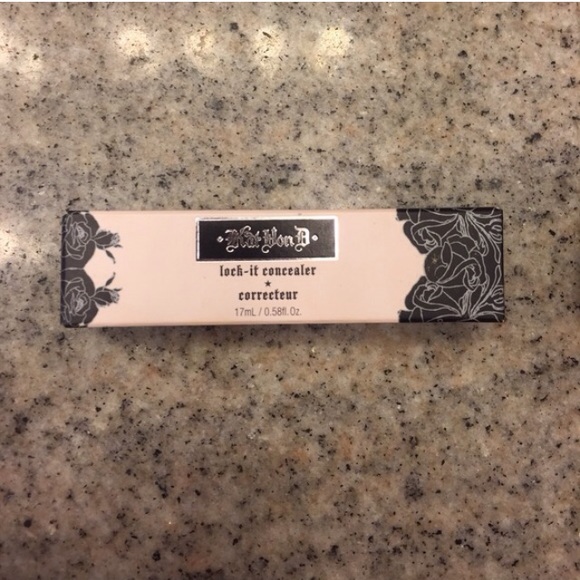 Kat Von D
lock-it concealer
correcteur
17mL / 0.58fl.Oz.